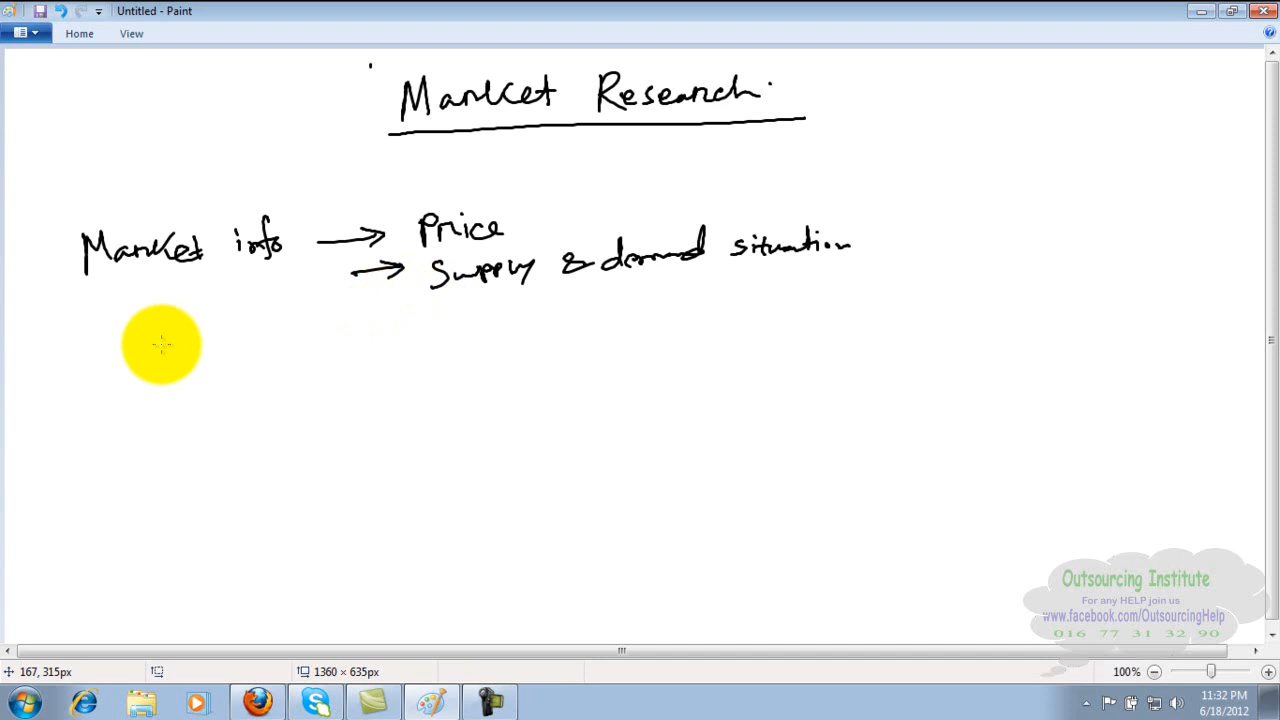 Untitled - Paint
Home View
Market Research
Market info → Price
→ Supply & demand situation
Outsourcing Institute
For any HELP join us
www.facebook.com/OutsourcingHelp
016 77 31 32 90
167, 315px 1360 × 635px 100%
11:32 PM
6/18/2012